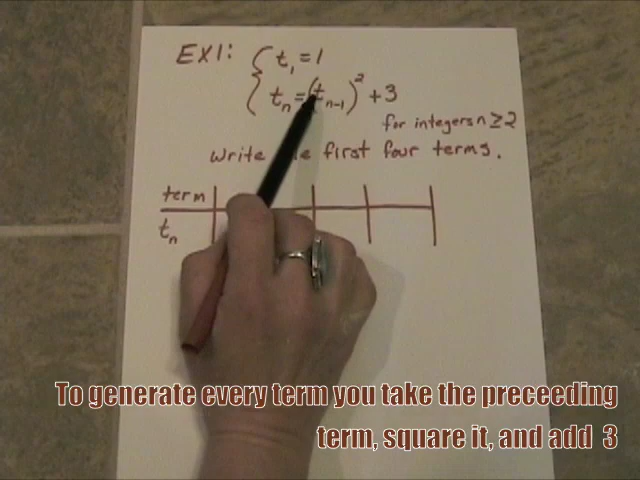 EX1: { t₁ = 1
tₙ = (tₙ₋₁)² + 3
for integers n ≥ 2
write first four terms.
term
tₙ
To generate every term you take the preceeding
term, square it, and add 3